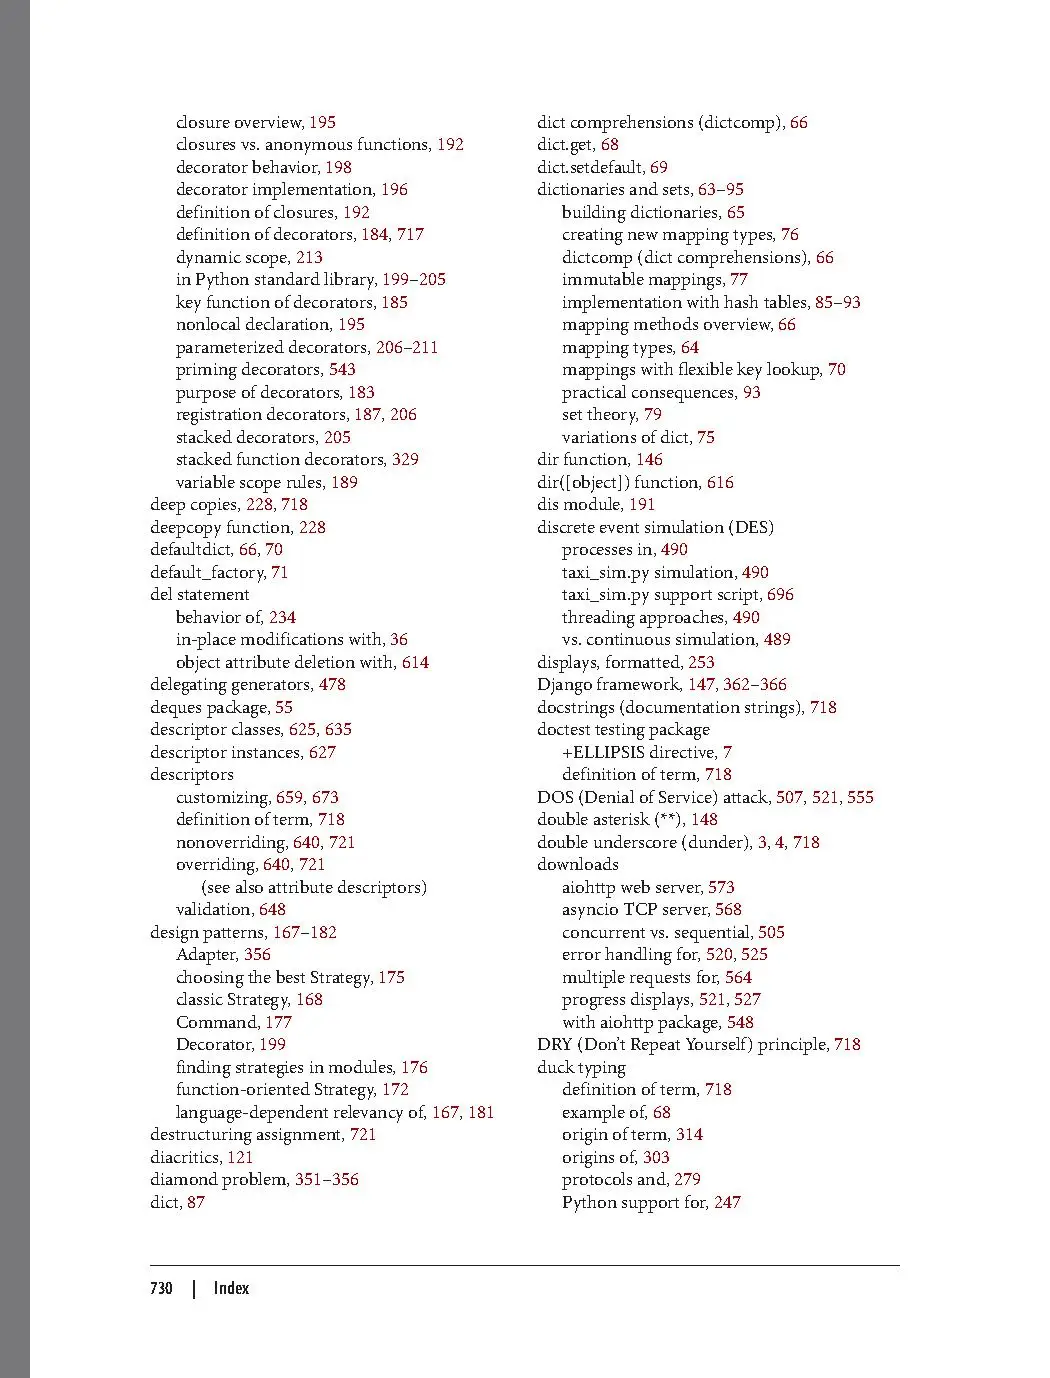 closure overview, 195
closures vs. anonymous functions, 192
decorator behavior, 198
decorator implementation, 196
definition of closures, 192
definition of decorators, 184, 717
dynamic scope, 213
in Python standard library, 199–205
key function of decorators, 185
nonlocal declaration, 195
parameterized decorators, 206–211
priming decorators, 543
purpose of decorators, 183
registration decorators, 187, 206
stacked decorators, 205
stacked function decorators, 329
variable scope rules, 189
deep copies, 228, 718
deepcopy function, 228
defaultdict, 66, 70
default_factory, 71
del statement
behavior of, 234
in-place modifications with, 36
object attribute deletion with, 614
delegating generators, 478
deques package, 55
descriptor classes, 625, 635
descriptor instances, 627
descriptors
customizing, 659, 673
definition of term, 718
nonoverriding, 640, 721
overriding, 640, 721
(see also attribute descriptors)
validation, 648
design patterns, 167–182
Adapter, 356
choosing the best Strategy, 175
classic Strategy, 168
Command, 177
Decorator, 199
finding strategies in modules, 176
function-oriented Strategy, 172
language-dependent relevancy of, 167, 181
destructuring assignment, 721
diacritics, 121
diamond problem, 351–356
dict, 87
dict comprehensions (dictcomp), 66
dict.get, 68
dict.setdefault, 69
dictionaries and sets, 63–95
building dictionaries, 65
creating new mapping types, 76
dictcomp (dict comprehensions), 66
immutable mappings, 77
implementation with hash tables, 85–93
mapping methods overview, 66
mapping types, 64
mappings with flexible key lookup, 70
practical consequences, 93
set theory, 79
variations of dict, 75
dir function, 146
dir([object]) function, 616
dis module, 191
discrete event simulation (DES)
processes in, 490
taxi_sim.py simulation, 490
taxi_sim.py support script, 696
threading approaches, 490
vs. continuous simulation, 489
displays, formatted, 253
Django framework, 147, 362–366
docstrings (documentation strings), 718
doctest testing package
+ELLIPSIS directive, 7
definition of term, 718
DOS (Denial of Service) attack, 507, 521, 555
double asterisk (**), 148
double underscore (dunder), 3, 4, 718
downloads
aiohttp web server, 573
asyncio TCP server, 568
concurrent vs. sequential, 505
error handling for, 520, 525
multiple requests for, 564
progress displays, 521, 527
with aiohttp package, 548
DRY (Don’t Repeat Yourself) principle, 718
duck typing
definition of term, 718
example of, 68
origin of term, 314
origins of, 303
protocols and, 279
Python support for, 247
730 | Index